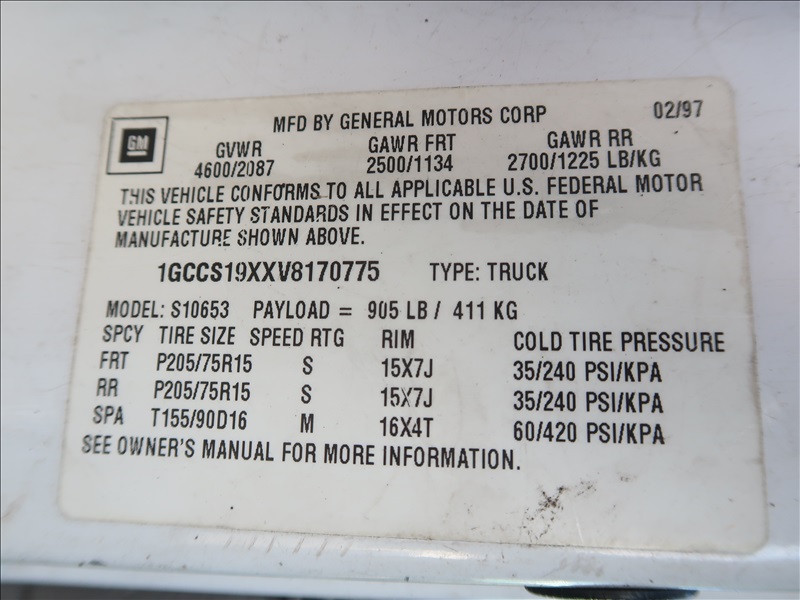 GM
MFD BY GENERAL MOTORS CORP 02/97
GVWR GAWR FRT GAWR RR
4600/2087 2500/1134 2700/1225 LB/KG
THIS VEHICLE CONFORMS TO ALL APPLICABLE U.S. FEDERAL MOTOR
VEHICLE SAFETY STANDARDS IN EFFECT ON THE DATE OF
MANUFACTURE SHOWN ABOVE.
1GCCS19XXV8170775 TYPE: TRUCK
MODEL: S10653 PAYLOAD = 905 LB / 411 KG
SPCY TIRE SIZE SPEED RTG RIM COLD TIRE PRESSURE
FRT P205/75R15 S 15X7J 35/240 PSI/KPA
RR P205/75R15 S 15X7J 35/240 PSI/KPA
SPA T155/90D16 M 16X4T 60/420 PSI/KPA
SEE OWNER'S MANUAL FOR MORE INFORMATION.